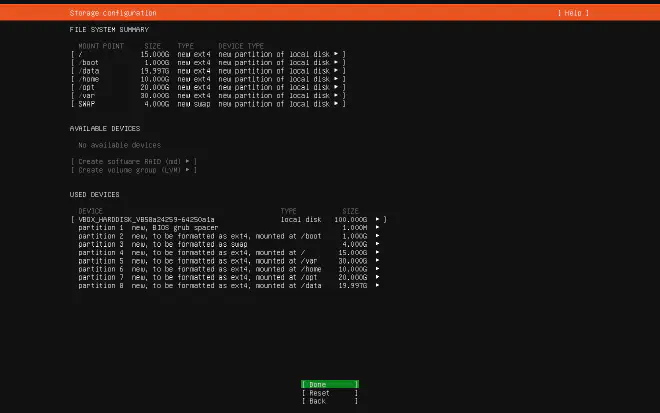 Storage configuration [ Help ]
FILE SYSTEM SUMMARY
MOUNT POINT SIZE TYPE DEVICE TYPE
[ / 15.000G new ext4 new partition of local disk ▸ ]
[ /boot 1.000G new ext4 new partition of local disk ▸ ]
[ /data 19.997G new ext4 new partition of local disk ▸ ]
[ /home 10.000G new ext4 new partition of local disk ▸ ]
[ /opt 20.000G new ext4 new partition of local disk ▸ ]
[ /var 30.000G new ext4 new partition of local disk ▸ ]
[ SWAP 4.000G new swap new partition of local disk ▸ ]
AVAILABLE DEVICES
No available devices
[ Create software RAID (md) ▸ ]
[ Create volume group (LVM) ▸ ]
USED DEVICES
DEVICE TYPE SIZE
[ VBOX_HARDDISK_VB58a24259-64250a1a local disk 100.000G ▸ ]
partition 1 new, BIOS grub spacer 1.000M ▸
partition 2 new, to be formatted as ext4, mounted at /boot 1.000G ▸
partition 3 new, to be formatted as swap 4.000G ▸
partition 4 new, to be formatted as ext4, mounted at / 15.000G ▸
partition 5 new, to be formatted as ext4, mounted at /var 30.000G ▸
partition 6 new, to be formatted as ext4, mounted at /home 10.000G ▸
partition 7 new, to be formatted as ext4, mounted at /opt 20.000G ▸
partition 8 new, to be formatted as ext4, mounted at /data 19.997G ▸
[ Done ]
[ Reset ]
[ Back ]